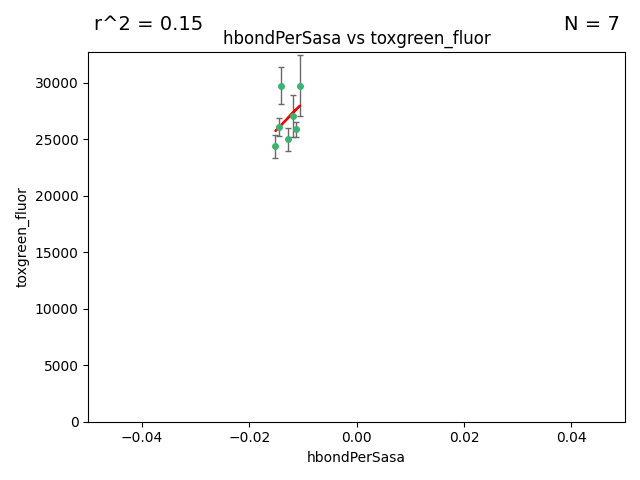 r^2 = 0.15
N = 7
hbondPerSasa vs toxgreen_fluor
30000
25000
20000
15000
10000
5000
0
toxgreen_fluor
−0.04
−0.02
0.00
0.02
0.04
hbondPerSasa